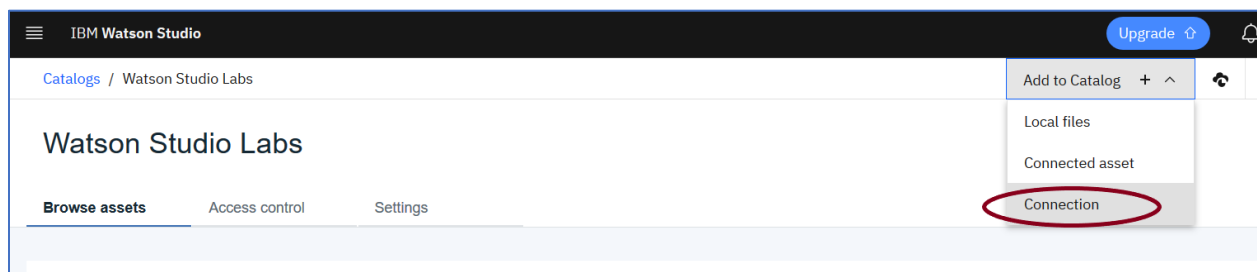 IBM Watson Studio
Upgrade
Catalogs / Watson Studio Labs
Add to Catalog +
Local files
Watson Studio Labs
Connected asset
Browse assets Access control Settings
Connection